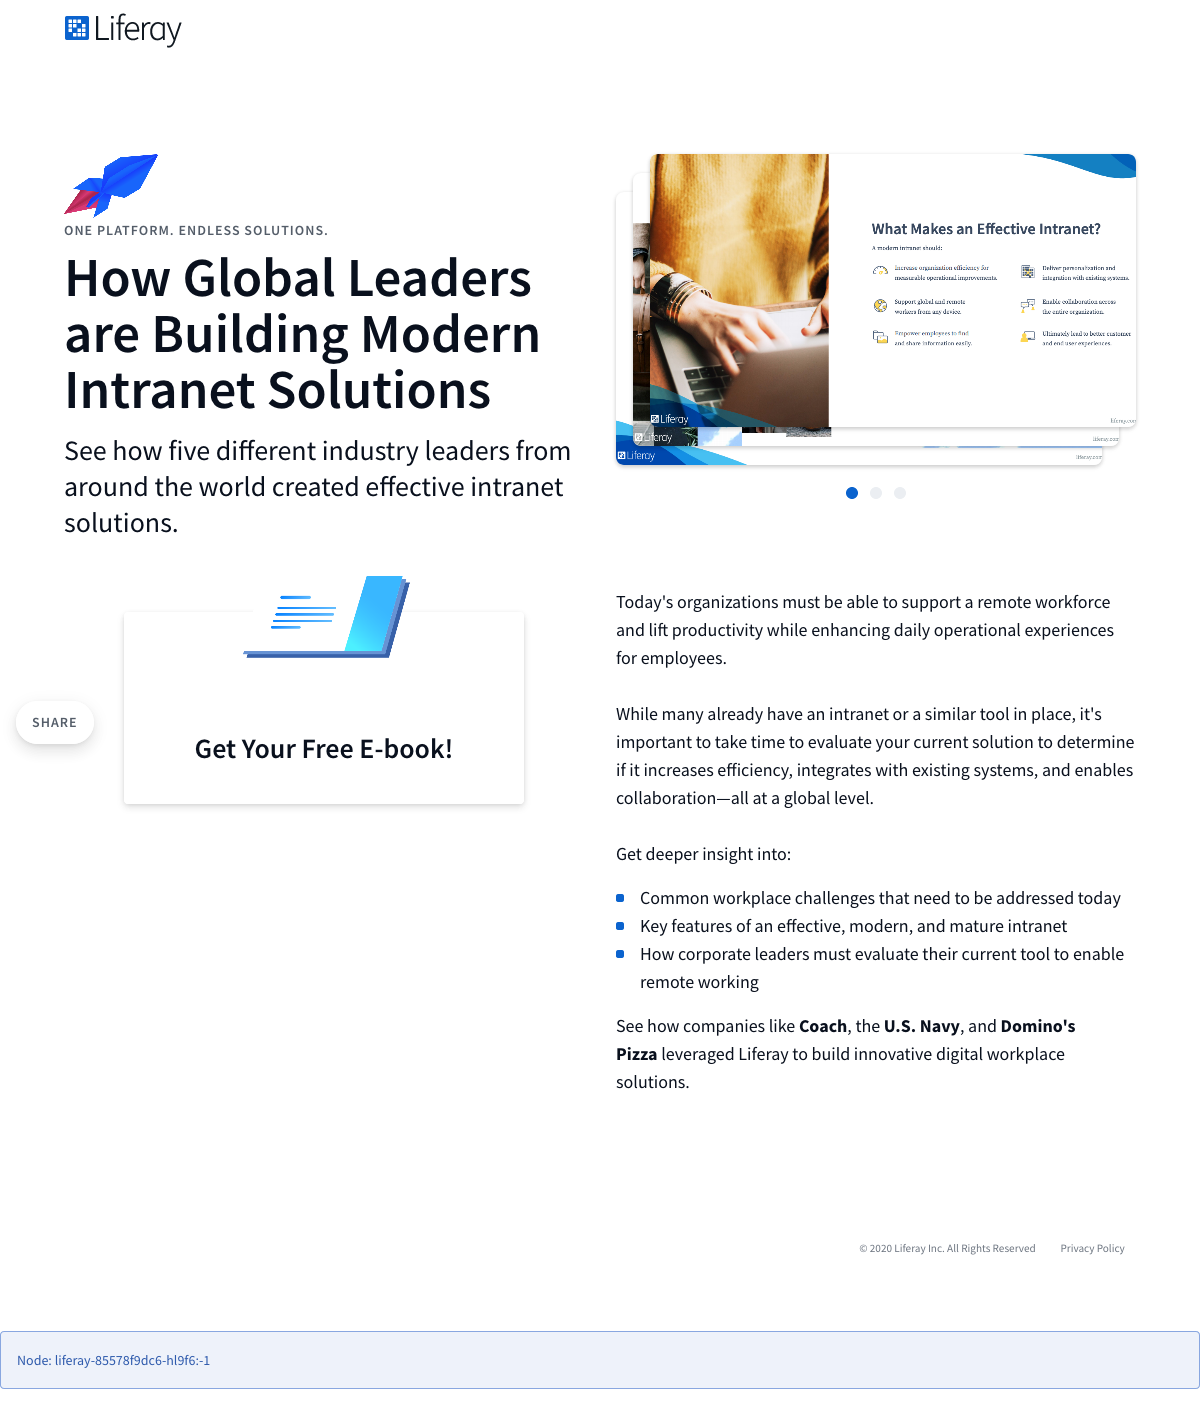 Liferay
ONE PLATFORM. ENDLESS SOLUTIONS.
How Global Leaders
are Building Modern
Intranet Solutions
See how five different industry leaders from
around the world created effective intranet
solutions.
What Makes an Effective Intranet?
A modern intranet should:
Increase organization efficiency for
measurable operational improvements.
Deliver personalization and
integration with existing systems.
Support global and remote
workers from any device.
Enable collaboration across
the entire organization.
Empower employees to find
and share information easily.
Ultimately lead to better customer
and end user experiences.
Liferay
liferay.com
Liferay
liferay.com
Liferay
liferay.com
Get Your Free E-book!
SHARE
Today's organizations must be able to support a remote workforce
and lift productivity while enhancing daily operational experiences
for employees.
While many already have an intranet or a similar tool in place, it's
important to take time to evaluate your current solution to determine
if it increases efficiency, integrates with existing systems, and enables
collaboration—all at a global level.
Get deeper insight into:
Common workplace challenges that need to be addressed today
Key features of an effective, modern, and mature intranet
How corporate leaders must evaluate their current tool to enable
remote working
See how companies like Coach, the U.S. Navy, and Domino's
Pizza leveraged Liferay to build innovative digital workplace
solutions.
© 2020 Liferay Inc. All Rights Reserved Privacy Policy
Node: liferay-85578f9dc6-hl9f6:-1